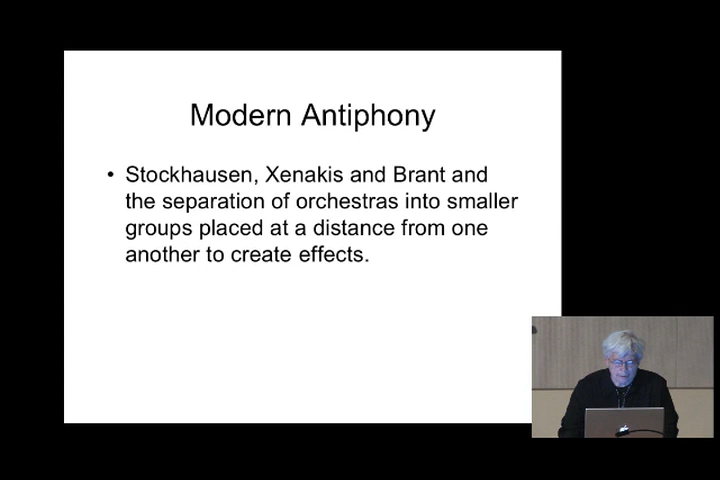 Modern Antiphony
• Stockhausen, Xenakis and Brant and
the separation of orchestras into smaller
groups placed at a distance from one
another to create effects.